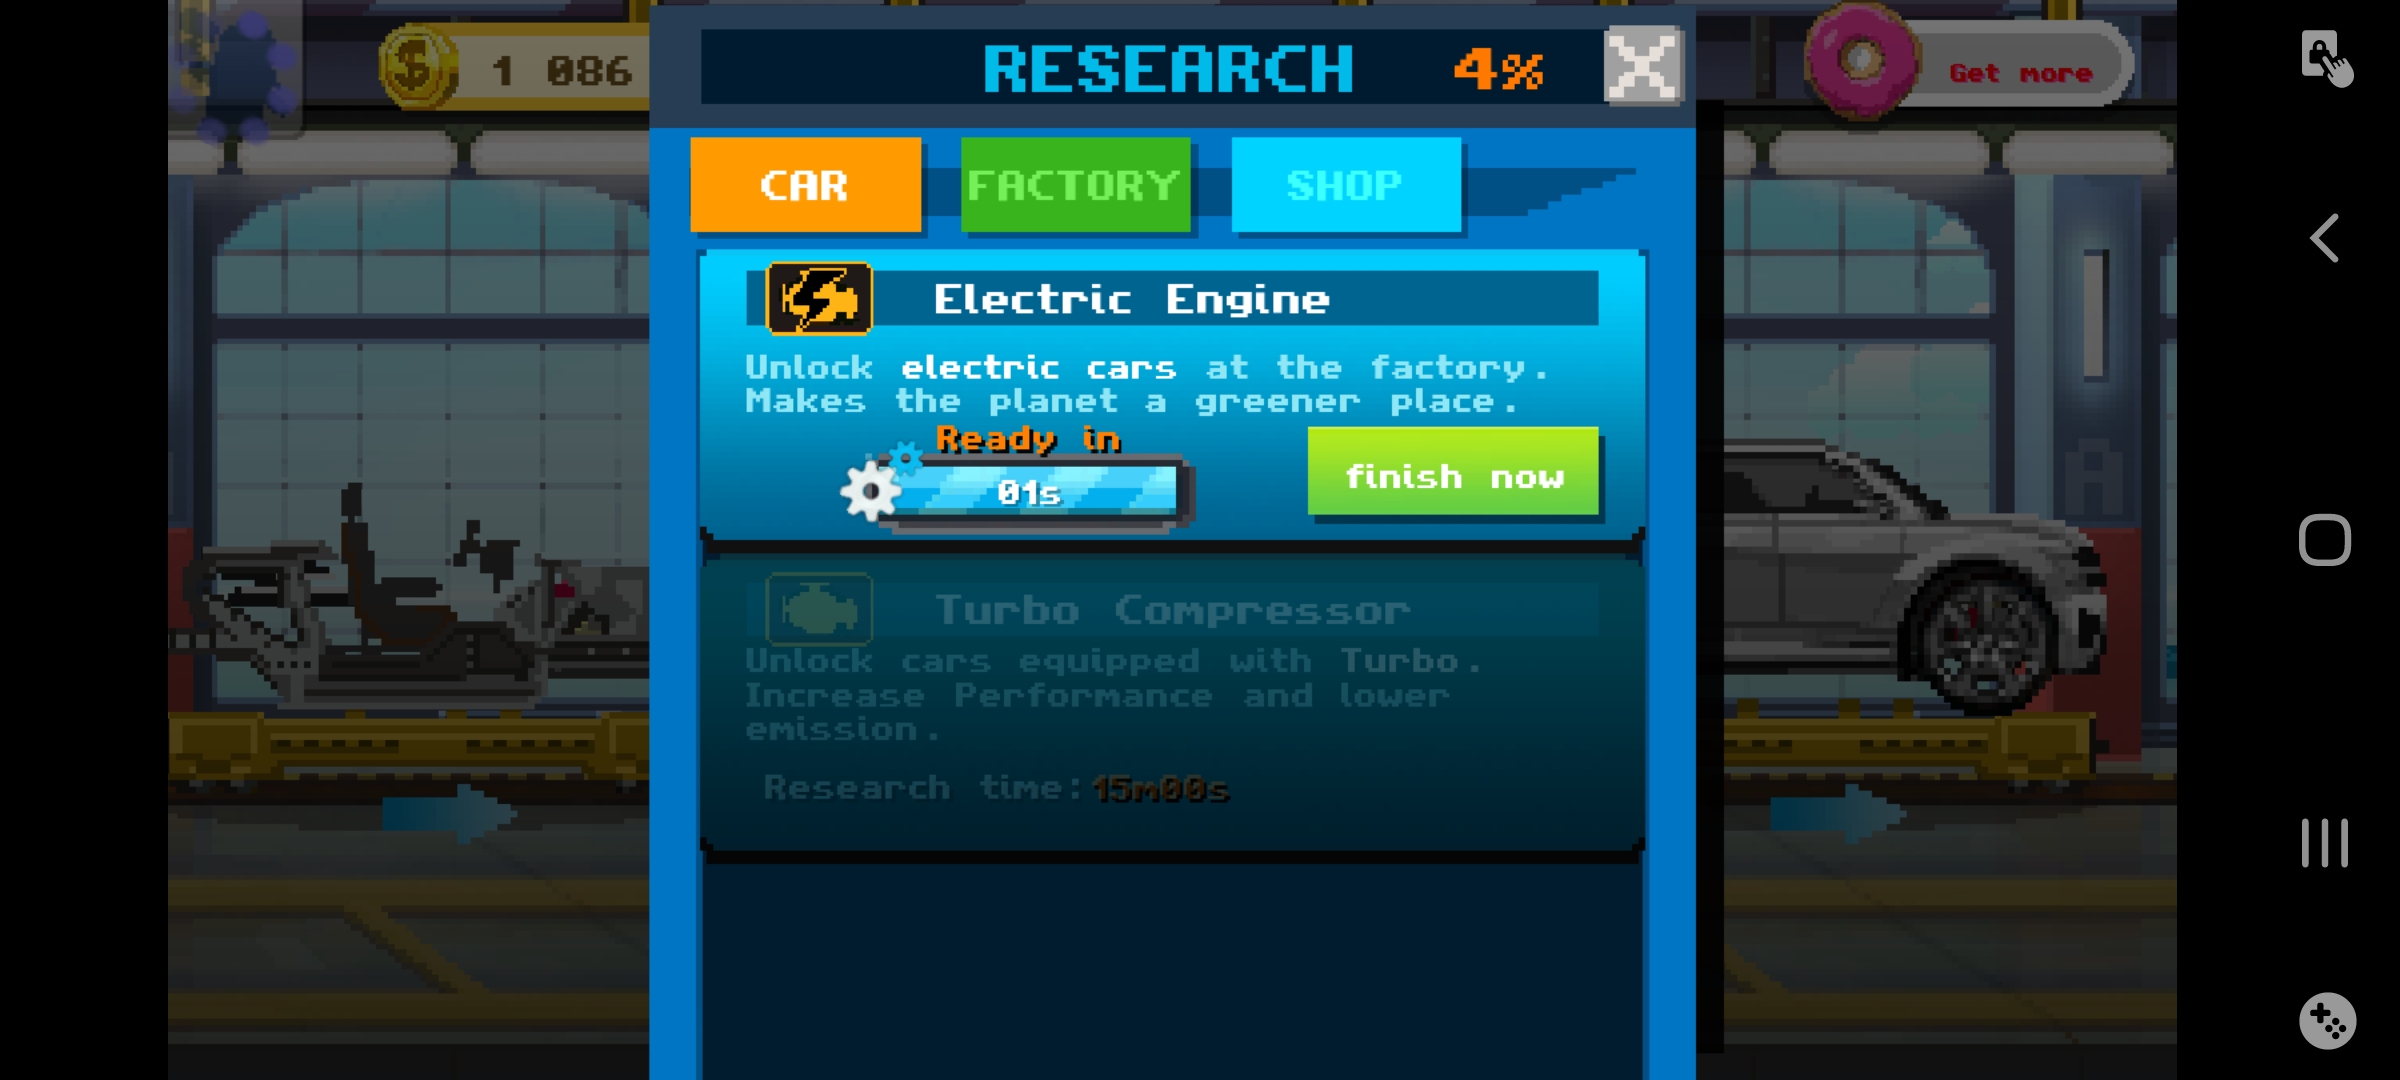 1 086
RESEARCH 4%
Get more
CAR FACTORY SHOP
Electric Engine
Unlock electric cars at the factory.
Makes the planet a greener place.
Ready in
01s
finish now
Turbo Compressor
Unlock cars equipped with Turbo.
Increase Performance and lower
emission.
Research time:15m00s